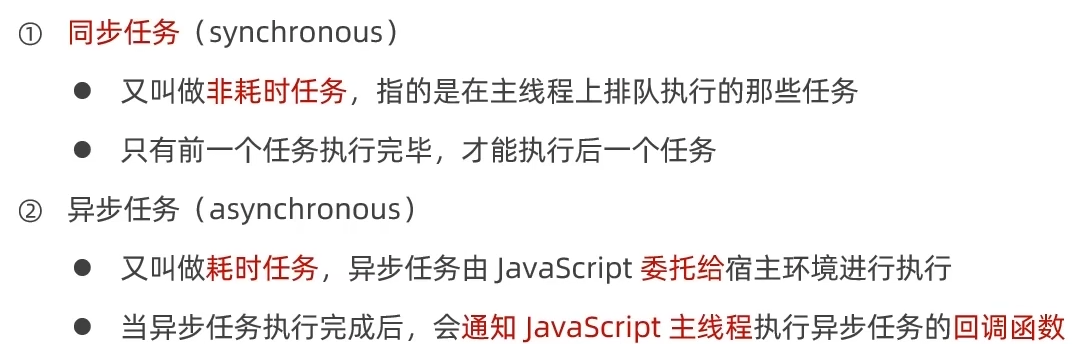 ① 同步任务（synchronous）
● 又叫做非耗时任务，指的是在主线程上排队执行的那些任务
● 只有前一个任务执行完毕，才能执行后一个任务
② 异步任务（asynchronous）
● 又叫做耗时任务，异步任务由 JavaScript 委托给宿主环境进行执行
● 当异步任务执行完成后，会通知 JavaScript 主线程执行异步任务的回调函数